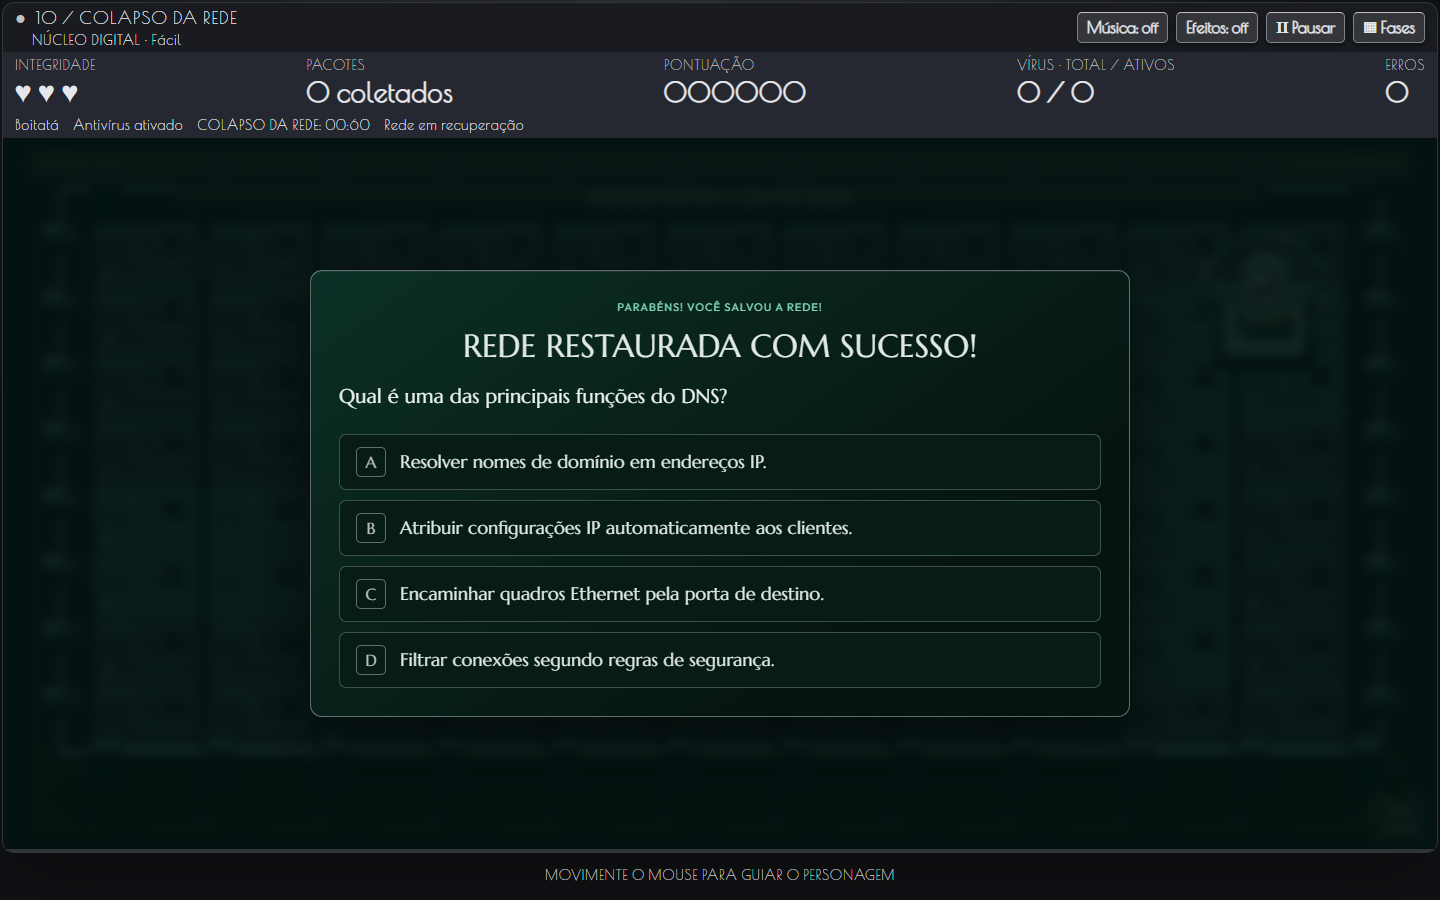 ● 10 / COLAPSO DA REDE
NÚCLEO DIGITAL · Fácil
Música: off
Efeitos: off
Pausar
Fases
INTEGRIDADE
♥ ♥ ♥
PACOTES
0 coletados
PONTUAÇÃO
000000
VÍRUS · TOTAL / ATIVOS
0 / 0
ERROS
0
Boitatá Antivírus ativado COLAPSO DA REDE: 00:60 Rede em recuperação
PARABÉNS! VOCÊ SALVOU A REDE!
REDE RESTAURADA COM SUCESSO!
Qual é uma das principais funções do DNS?
A Resolver nomes de domínio em endereços IP.
B Atribuir configurações IP automaticamente aos clientes.
C Encaminhar quadros Ethernet pela porta de destino.
D Filtrar conexões segundo regras de segurança.
MOVIMENTE O MOUSE PARA GUIAR O PERSONAGEM